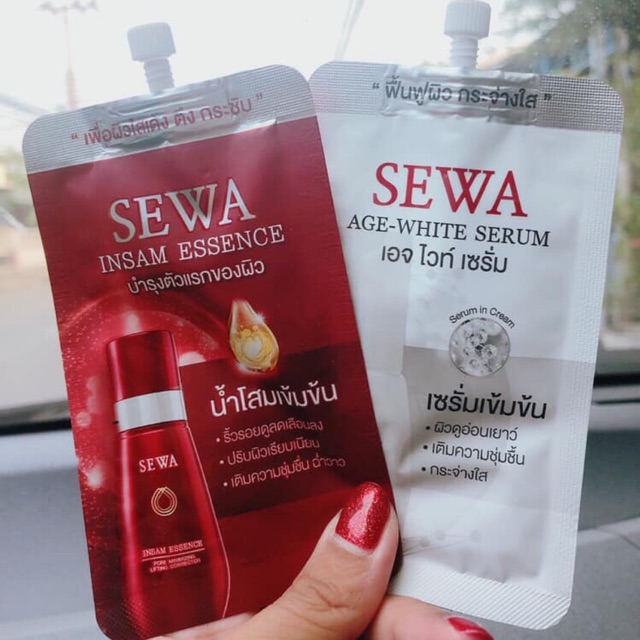 " เพื่อผิวใสเด้ง ตึง กระชับ "
SEWA
INSAM ESSENCE
บำรุงตัวแรกของผิว
น้ำโสมเข้มข้น
• ริ้วรอยดูลดเลือนลง
• ปรับผิวเรียบเนียน
• เติมความชุ่มชื่น ฉ่ำวาว
SEWA
INSAM ESSENCE
PORE MINIMIZING
LIFTING CORRECTOR
" ฟื้นฟูผิว กระจ่างใส "
SEWA
AGE-WHITE SERUM
เอจ ไวท์ เซรั่ม
Serum in Cream
เซรั่มเข้มข้น
• ผิวดูอ่อนเยาว์
• เติมความชุ่มชื้น
• กระจ่างใส